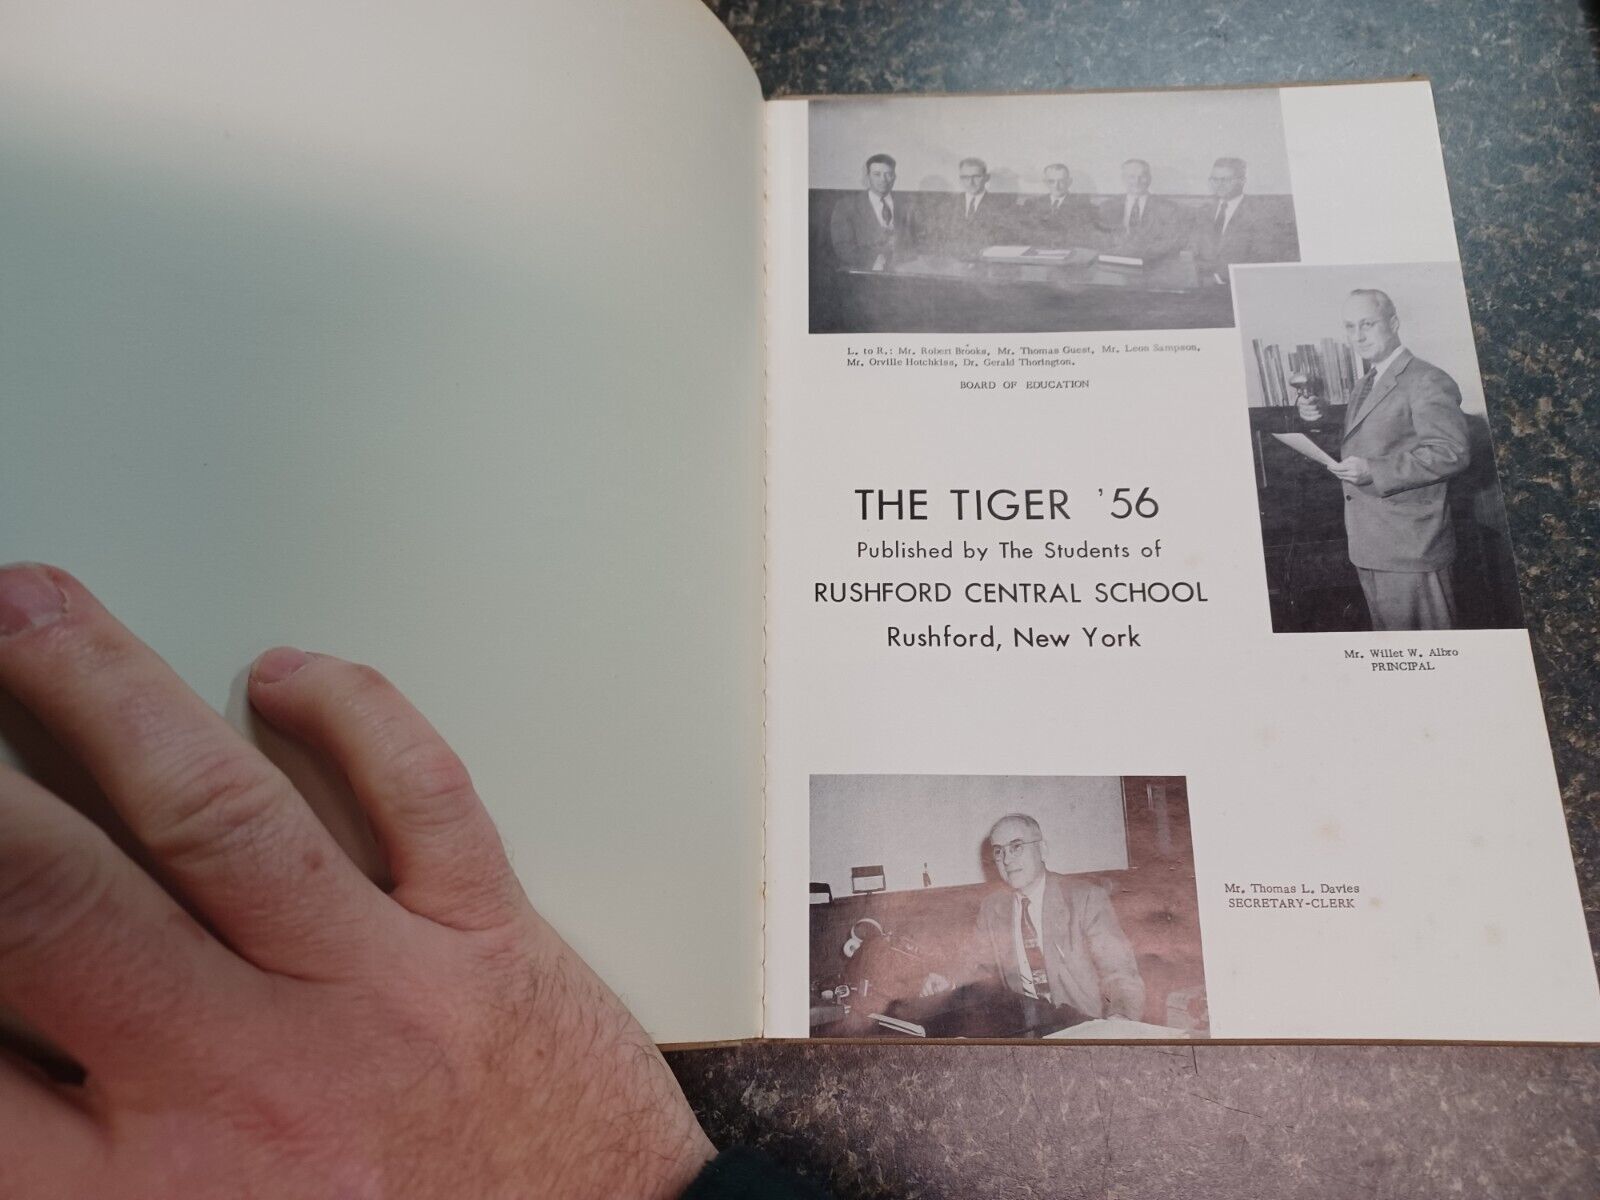 L. to R.: Mr. Robert Brooks, Mr. Thomas Guest, Mr. Leon Sampson,
Mr. Orville Hotchkiss, Dr. Gerald Thorington.
BOARD OF EDUCATION
THE TIGER '56
Published by The Students of
RUSHFORD CENTRAL SCHOOL
Rushford, New York
Mr. Willet W. Albro
PRINCIPAL
Mr. Thomas L. Davies
SECRETARY-CLERK